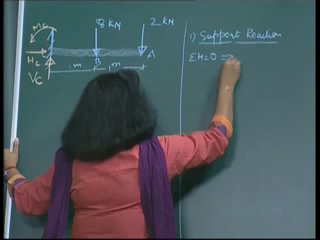 8 kN 2 kN
Mc
Hc
Vc
m B m A
1) Support Reaction
ΣH=0 ⇒